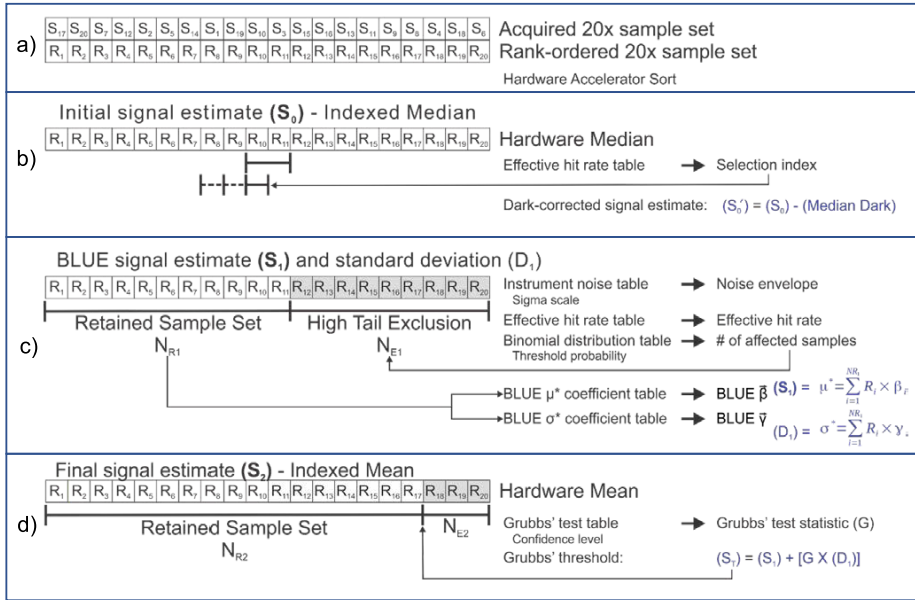 a)
S17 S20 S7 S12 S2 S5 S14 S1 S19 S10 S3 S15 S16 S13 S11 S9 S8 S4 S18 S6 Acquired 20x sample set
R1 R2 R3 R4 R5 R6 R7 R8 R9 R10 R11 R12 R13 R14 R15 R16 R17 R18 R19 R20 Rank-ordered 20x sample set
Hardware Accelerator Sort
b)
Initial signal estimate (S0) - Indexed Median
R1 R2 R3 R4 R5 R6 R7 R8 R9 R10 R11 R12 R13 R14 R15 R16 R17 R18 R19 R20 Hardware Median
Effective hit rate table Selection index
Dark-corrected signal estimate: (S0′) = (S0) - (Median Dark)
c)
BLUE signal estimate (S1) and standard deviation (D1)
R1 R2 R3 R4 R5 R6 R7 R8 R9 R10 R11 R12 R13 R14 R15 R16 R17 R18 R19 R20
Instrument noise table Noise envelope
Sigma scale
Retained Sample Set High Tail Exclusion
Effective hit rate table Effective hit rate
NR1 NE1
Binomial distribution table # of affected samples
Threshold probability
BLUE μ* coefficient table BLUE β⃗ (S1) = μ*=∑ i=1 NR1 Ri × βi
BLUE σ* coefficient table BLUE γ⃗ (D1) = σ*=∑ i=1 NR1 Ri × γi
d)
Final signal estimate (S2) - Indexed Mean
R1 R2 R3 R4 R5 R6 R7 R8 R9 R10 R11 R12 R13 R14 R15 R16 R17 R18 R19 R20 Hardware Mean
Retained Sample Set NE2
NR2
Grubbs' test table Grubbs' test statistic (G)
Confidence level
Grubbs' threshold: (ST) = (S1) + [G X (D1)]